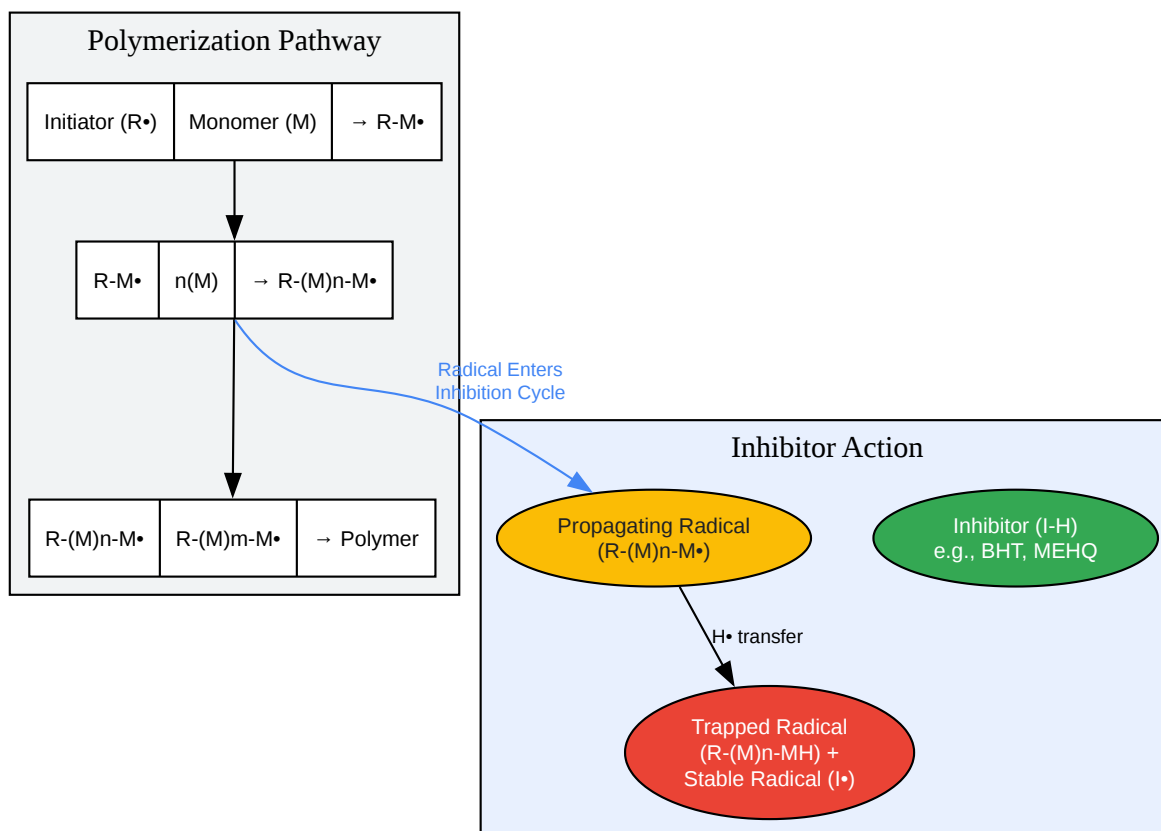 Polymerization Pathway
Initiator (R•)
Monomer (M)
→ R-M•
R-M•
n(M)
→ R-(M)n-M•
Radical Enters
Inhibition Cycle
R-(M)n-M•
R-(M)m-M•
→ Polymer
Inhibitor Action
Propagating Radical
(R-(M)n-M•)
Inhibitor (I-H)
e.g., BHT, MEHQ
H• transfer
Trapped Radical
(R-(M)n-MH) +
Stable Radical (I•)